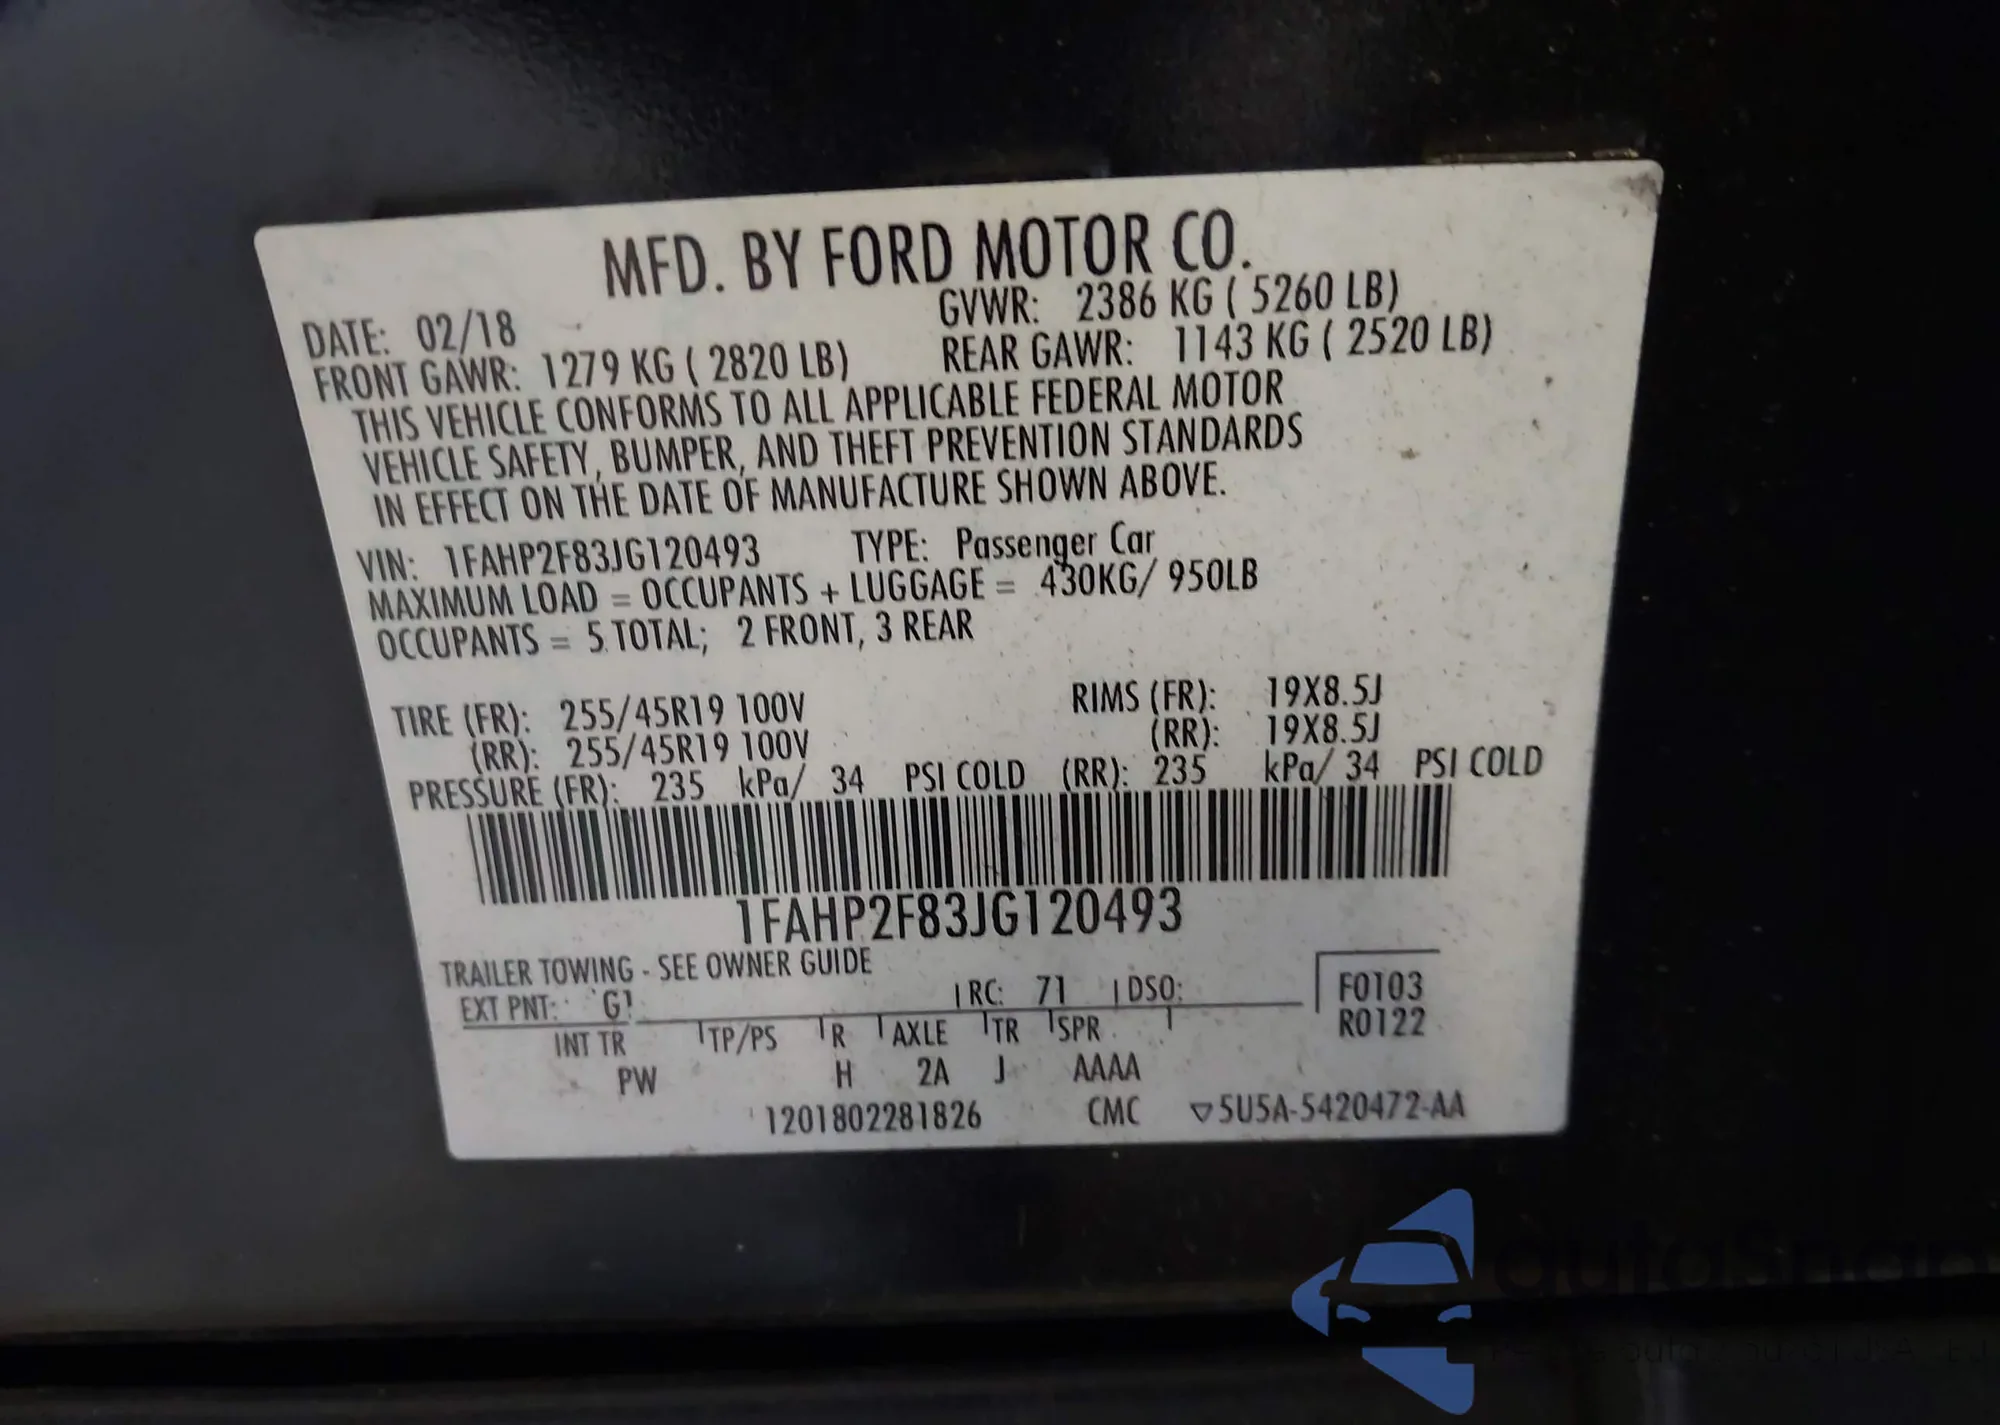 MFD. BY FORD MOTOR CO.
DATE: 02/18 GVWR: 2386 KG ( 5260 LB)
FRONT GAWR: 1279 KG ( 2820 LB) REAR GAWR: 1143 KG ( 2520 LB)
THIS VEHICLE CONFORMS TO ALL APPLICABLE FEDERAL MOTOR
VEHICLE SAFETY, BUMPER, AND THEFT PREVENTION STANDARDS
IN EFFECT ON THE DATE OF MANUFACTURE SHOWN ABOVE.
VIN: 1FAHP2F83JG120493 TYPE: Passenger Car
MAXIMUM LOAD = OCCUPANTS + LUGGAGE = 430KG/ 950LB
OCCUPANTS = 5 TOTAL; 2 FRONT, 3 REAR
TIRE (FR): 255/45R19 100V RIMS (FR): 19X8.5J
(RR): 255/45R19 100V (RR): 19X8.5J
PRESSURE (FR): 235 kPa/ 34 PSI COLD (RR): 235 kPa/ 34 PSI COLD
1FAHP2F83JG120493
TRAILER TOWING - SEE OWNER GUIDE
EXT PNT: G1 RC: 71 DSO: F0103
R0122
INT TR TP/PS R AXLE TR SPR
PW H 2A J AAAA
1201802281826 CMC ▽5U5A-5420472-AA